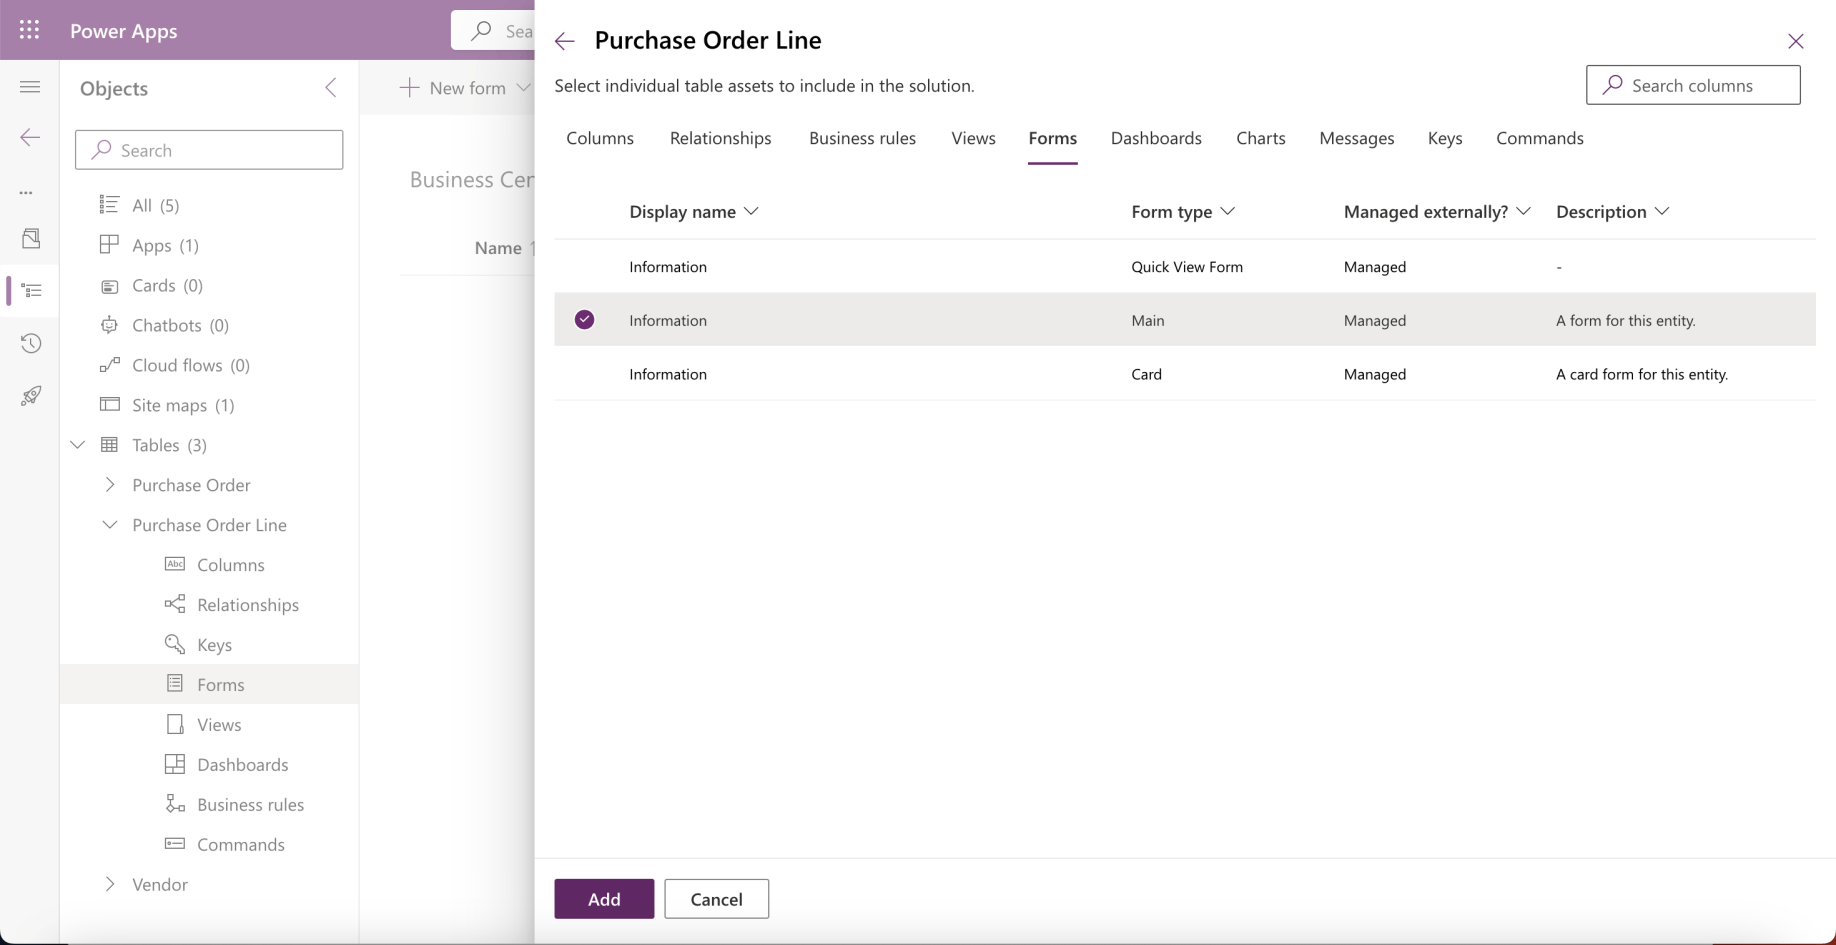 Power Apps
Sea
Objects
Search
All (5)
Apps (1)
Cards (0)
Chatbots (0)
Cloud flows (0)
Site maps (1)
Tables (3)
Purchase Order
Purchase Order Line
Abc Columns
Relationships
Keys
Forms
Views
Dashboards
Business rules
Commands
Vendor
New form
Business Cen
Name ↑
Purchase Order Line
Select individual table assets to include in the solution.
Search columns
Columns Relationships Business rules Views Forms Dashboards Charts Messages Keys Commands
Display name Form type Managed externally? Description
Information Quick View Form Managed -
Information Main Managed A form for this entity.
Information Card Managed A card form for this entity.
Add Cancel